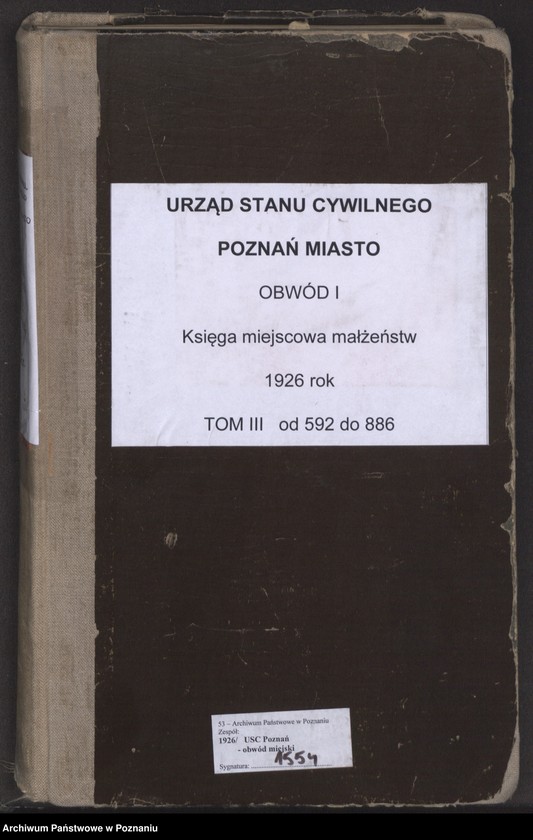 URZĄD STANU CYWILNEGO
POZNAŃ MIASTO
OBWÓD I
Księga miejscowa małżeństw
1926 rok
TOM III od 592 do 886
53 – Archiwum Państwowe w Poznaniu
Zespół:
1926/ USC Poznań
- obwód miejski
Sygnatura: 1554
Archiwum Państwowe w Poznaniu